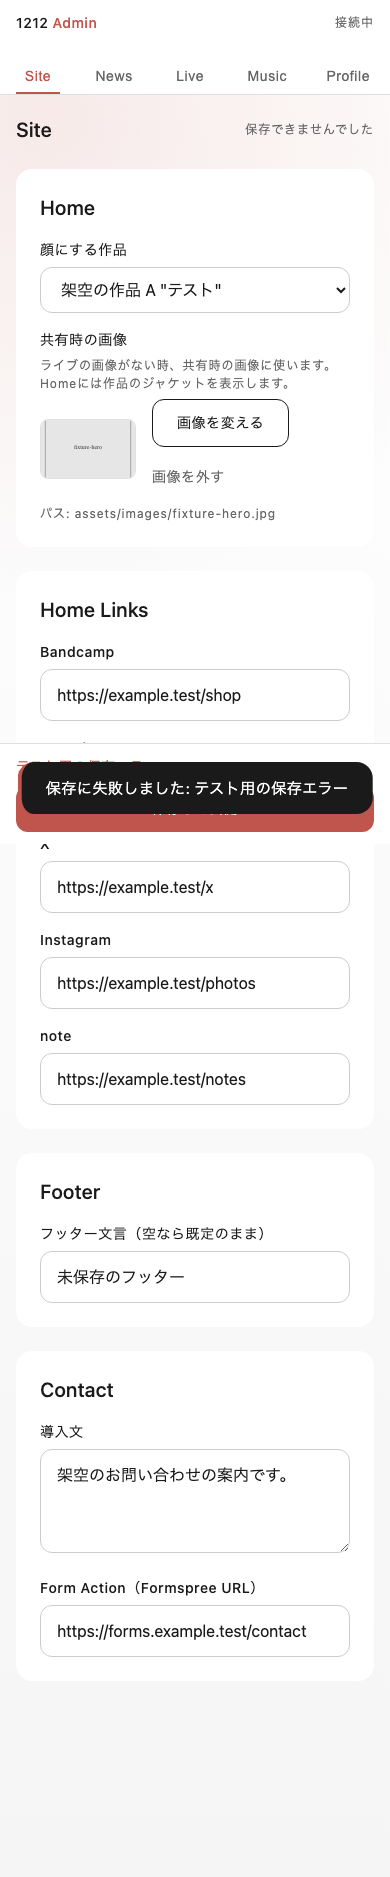 1212 Admin
接続中
Site
News
Live
Music
Profile
Site
保存できませんでした
Home
顔にする作品
架空の作品 A "テスト"
共有時の画像
ライブの画像がない時、共有時の画像に使います。
Homeには作品のジャケットを表示します。
fixture-hero
画像を変える
画像を外す
パス: assets/images/fixture-hero.jpg
Home Links
Bandcamp
https://example.test/shop
保存に失敗しました: テスト用の保存エラー
X
https://example.test/x
Instagram
https://example.test/photos
note
https://example.test/notes
Footer
フッター文言（空なら既定のまま）
未保存のフッター
Contact
導入文
架空のお問い合わせの案内です。
Form Action（Formspree URL）
https://forms.example.test/contact